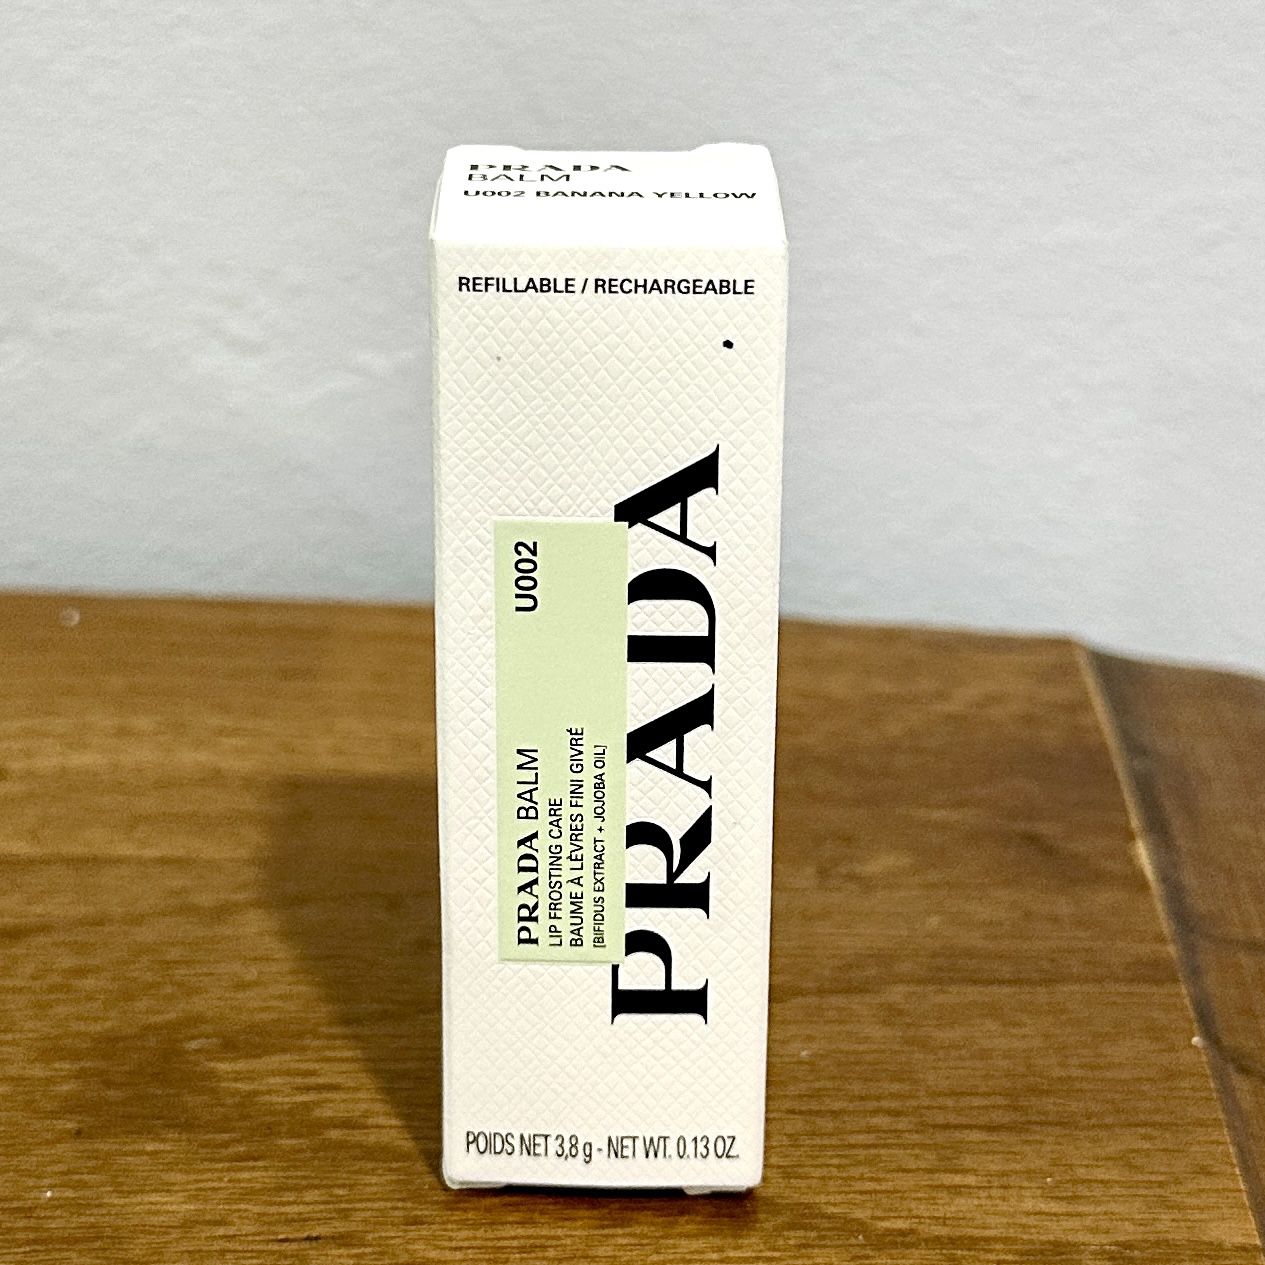 PRADA
BALM
U002 BANANA YELLOW
REFILLABLE / RECHARGEABLE
PRADA
PRADA BALM U002
LIP FROSTING CARE
BAUME À LÈVRES FINI GIVRÉ
[BIFIDUS EXTRACT + JOJOBA OIL]
POIDS NET 3,8 g - NET WT. 0.13 OZ.